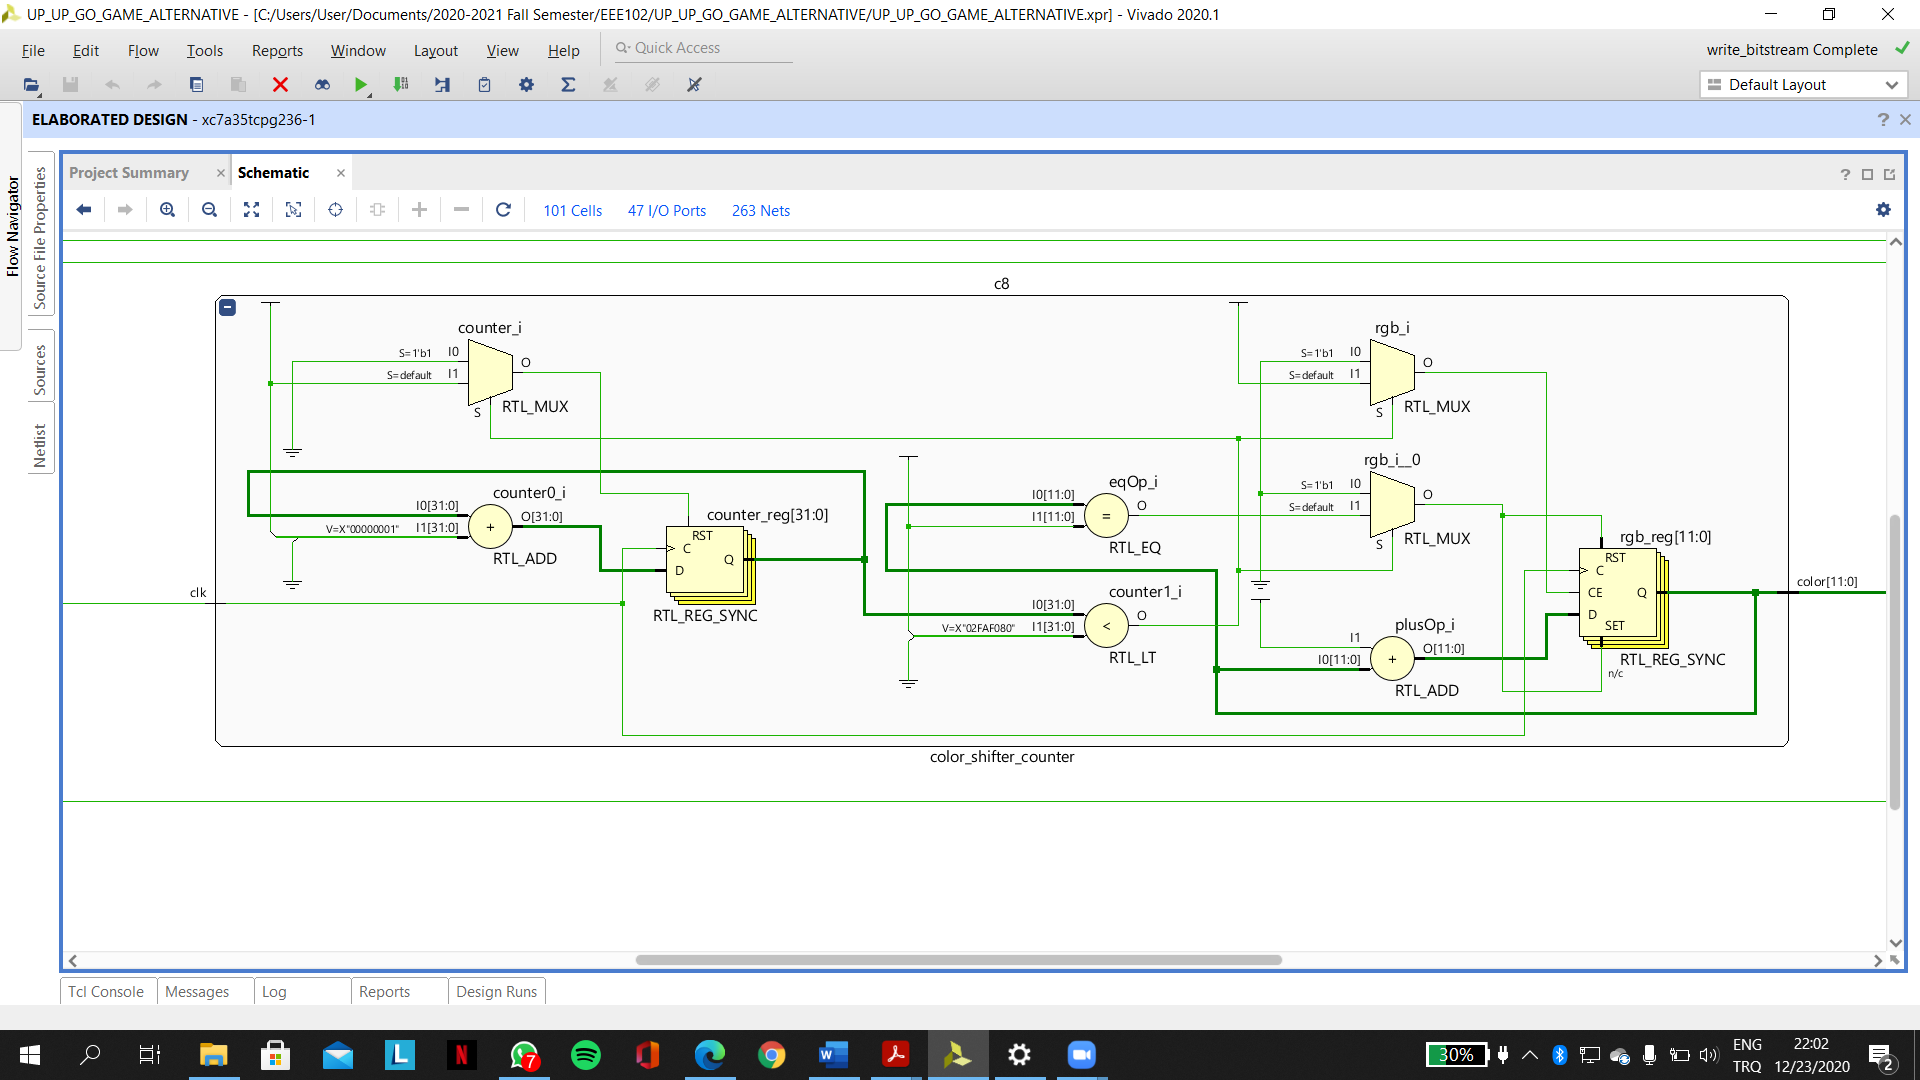 UP_UP_GO_GAME_ALTERNATIVE - [C:/Users/User/Documents/2020-2021 Fall Semester/EEE102/UP_UP_GO_GAME_ALTERNATIVE/UP_UP_GO_GAME_ALTERNATIVE.xpr] - Vivado 2020.1
File Edit Flow Tools Reports Window Layout View Help Quick Access
write_bitstream Complete
Default Layout
ELABORATED DESIGN - xc7a35tcpg236-1
Flow Navigator
Source File Properties
Sources
Netlist
Project Summary
Schematic
101 Cells 47 I/O Ports 263 Nets
c8
counter_i
S=1'b1 I0
S=default I1
O
S
RTL_MUX
rgb_i
S=1'b1 I0
S=default I1
O
S
RTL_MUX
counter0_i
I0[31:0]
V=X"00000001" I1[31:0]
+
O[31:0]
RTL_ADD
counter_reg[31:0]
RST
C
D
Q
RTL_REG_SYNC
eqOp_i
I0[11:0]
I1[11:0]
=
O
RTL_EQ
rgb_i__0
S=1'b1 I0
S=default I1
O
S
RTL_MUX
counter1_i
I0[31:0]
V=X"02FAF080" I1[31:0]
<
O
RTL_LT
plusOp_i
I1
I0[11:0]
+
O[11:0]
RTL_ADD
rgb_reg[11:0]
RST
C
CE
D
SET
Q
RTL_REG_SYNC
n/c
clk
color[11:0]
color_shifter_counter
Tcl Console Messages Log Reports Design Runs
L
N
7
W
30%
ENG
TRQ
22:02
12/23/2020
2